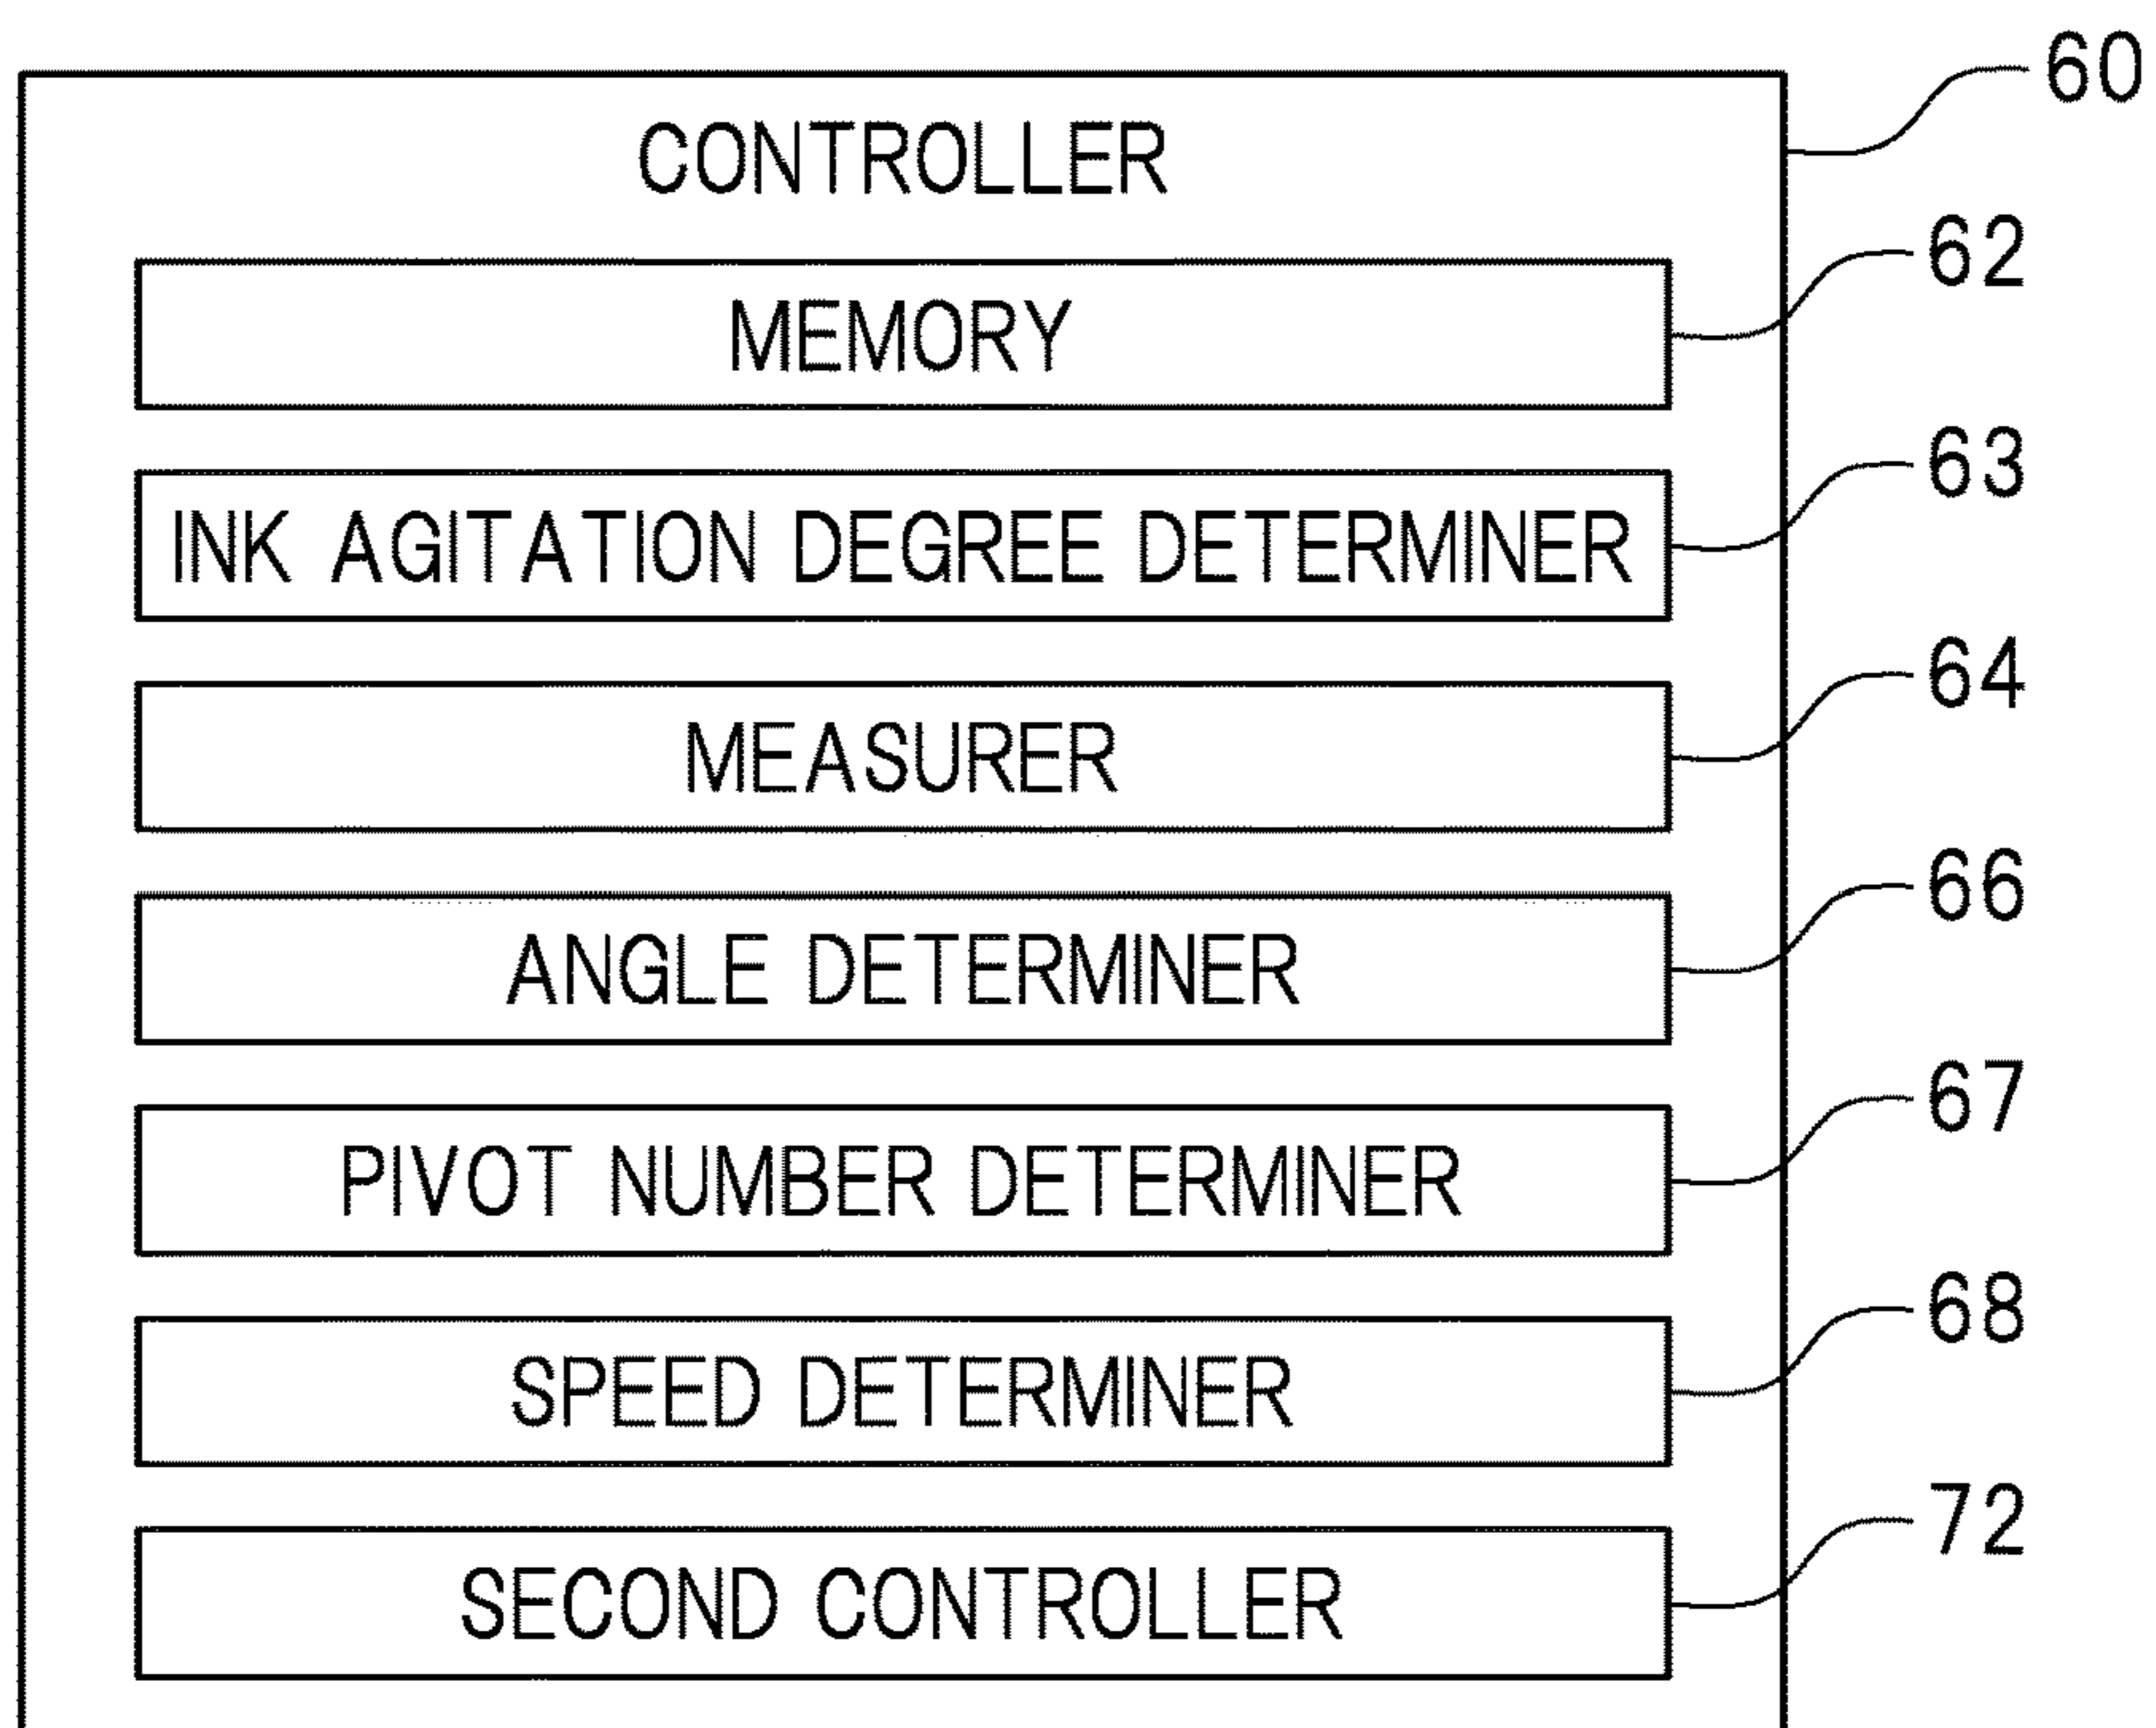 60
CONTROLLER
62
MEMORY
63
INK AGITATION DEGREE DETERMINER
64
MEASURER
66
ANGLE DETERMINER
67
PIVOT NUMBER DETERMINER
68
SPEED DETERMINER
72
SECOND CONTROLLER